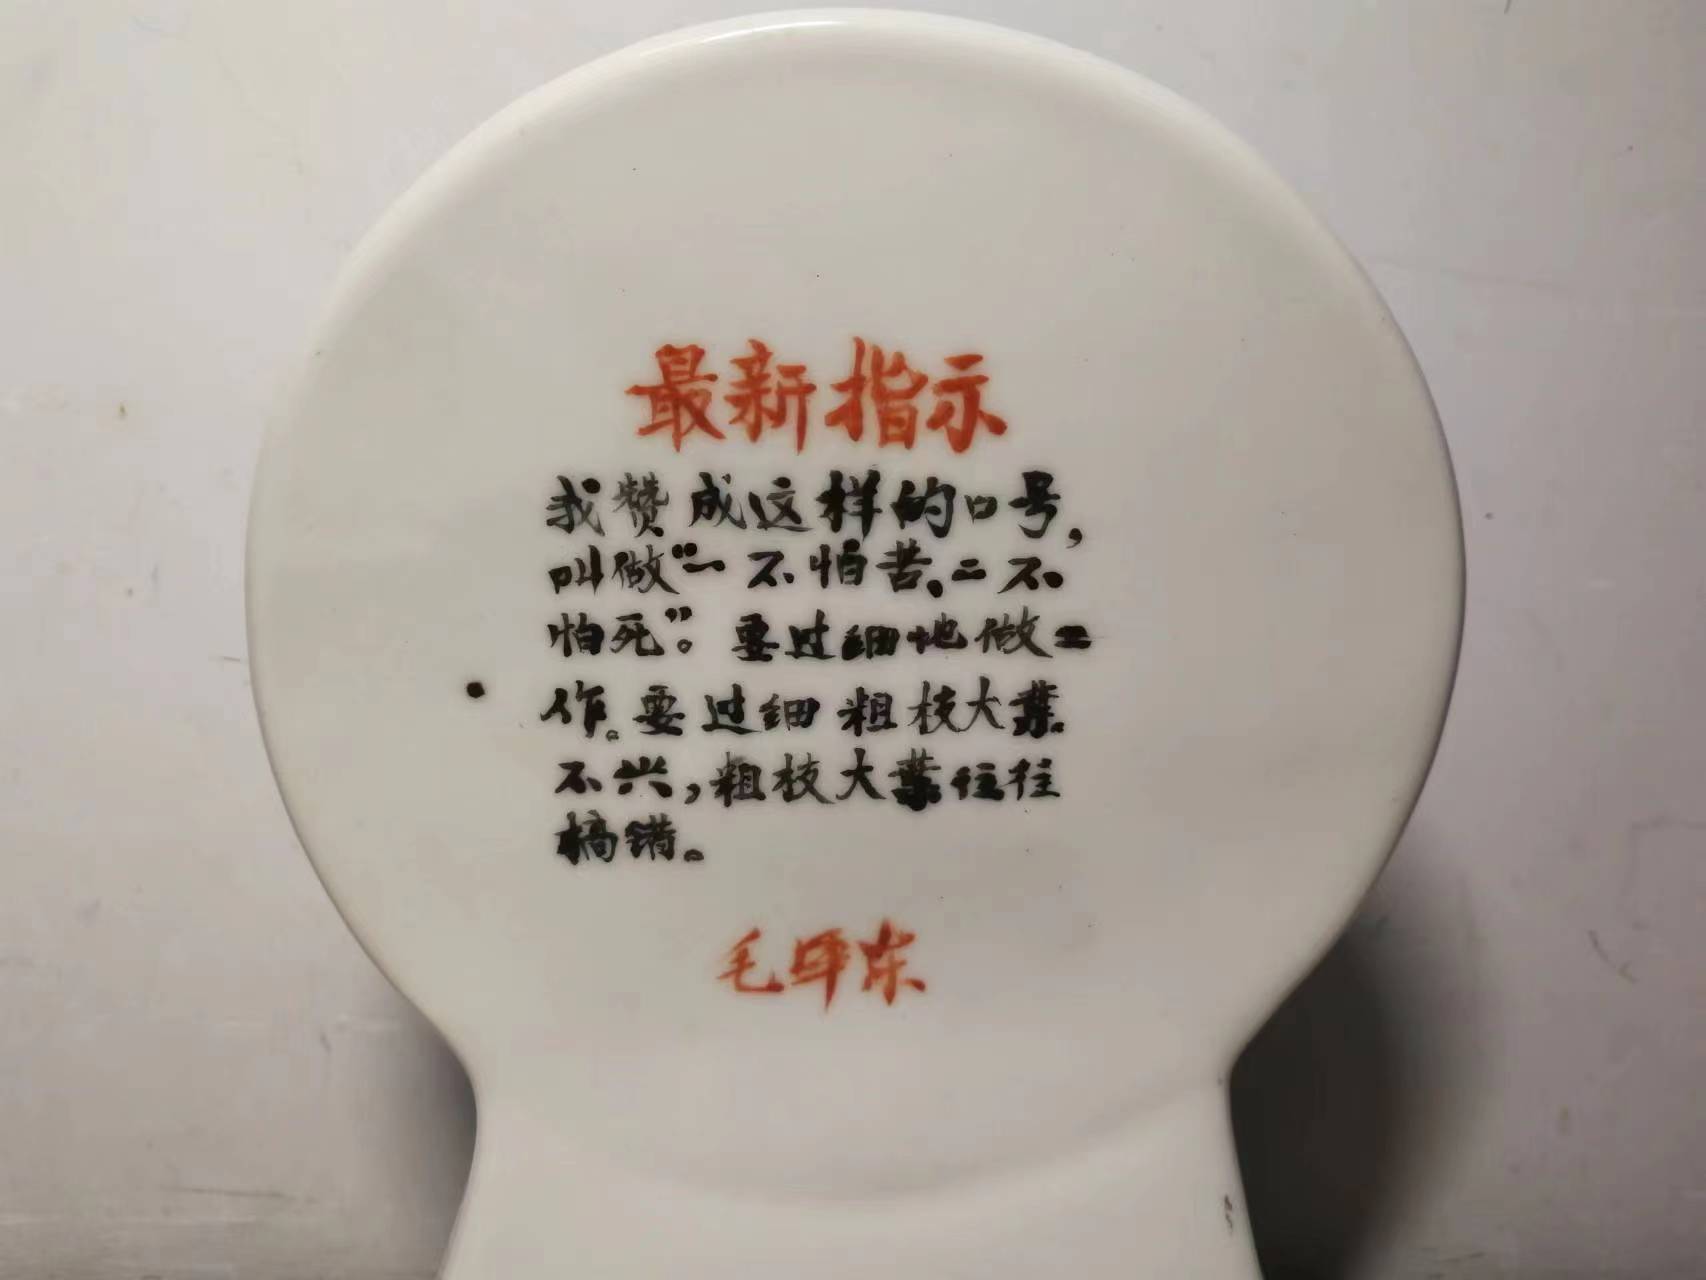 最新指示
我赞成这样的口号,
叫做“一不怕苦、二不
怕死”。要过细地做工
作。要过细 粗枝大葉
不兴,粗枝大葉往往
搞错。
毛泽东